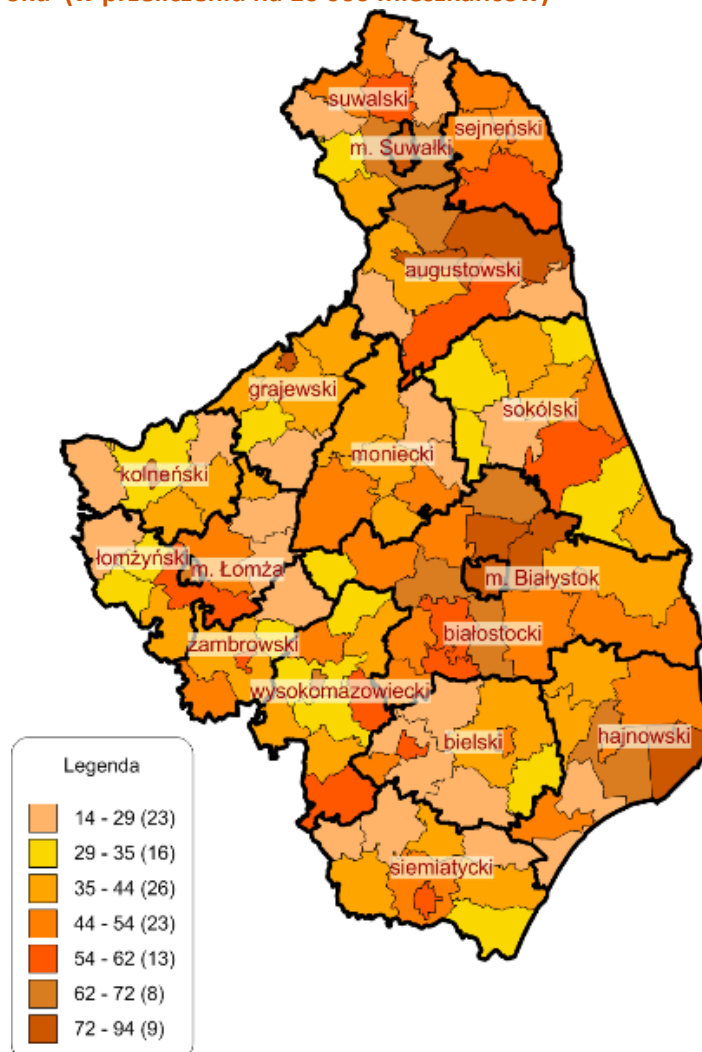 (w przeliczeniu na 10 000 mieszkańców)
suwalski
sejneński
m. Suwałki
augustowski
grajewski
sokólski
moniecki
kolneński
łomżyński
m. Łomża
m. Białystok
białostocki
zambrowski
wysokomazowiecki
hajnowski
bielski
siemiatycki
Legenda
14 - 29 (23)
29 - 35 (16)
35 - 44 (26)
44 - 54 (23)
54 - 62 (13)
62 - 72 (8)
72 - 94 (9)